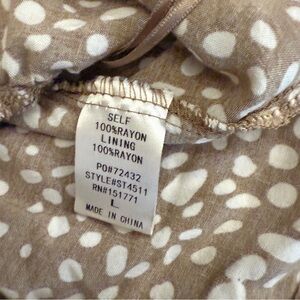 SELF
100%RAYON
LINING
100%RAYON
PO#72432
STYLE#ST4511
RN#151771
L
MADE IN CHINA